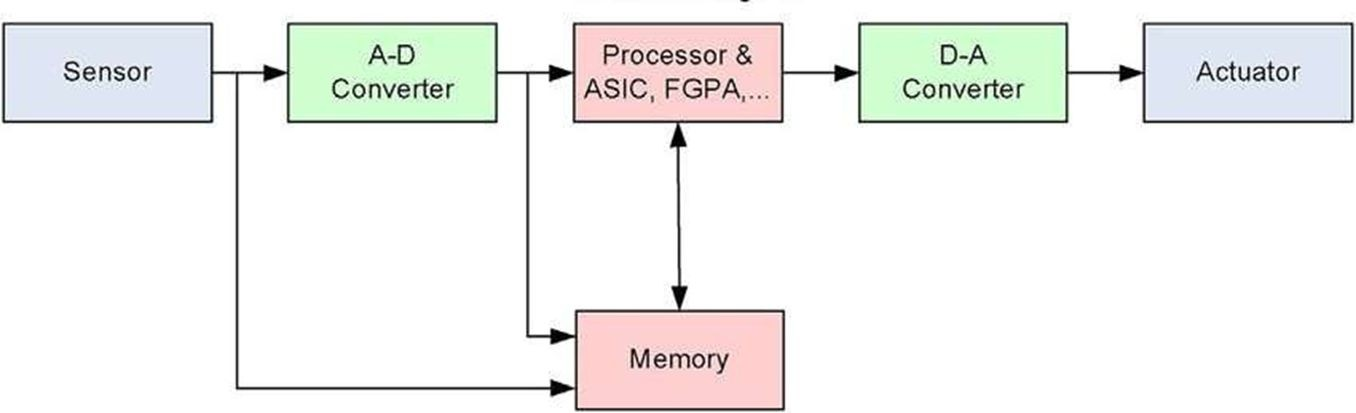 Sensor
A-D
Converter
Processor &
ASIC, FGPA,...
D-A
Converter
Actuator
Memory